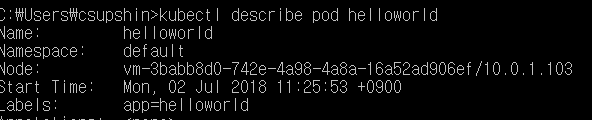 C:₩Users₩csupshin>kubectl describe pod helloworld
Name: helloworld
Namespace: default
Node: vm-3babb8d0-742e-4a98-4a8a-16a52ad906ef/10.0.1.103
Start Time: Mon, 02 Jul 2018 11:25:53 +0900
Labels: app=helloworld